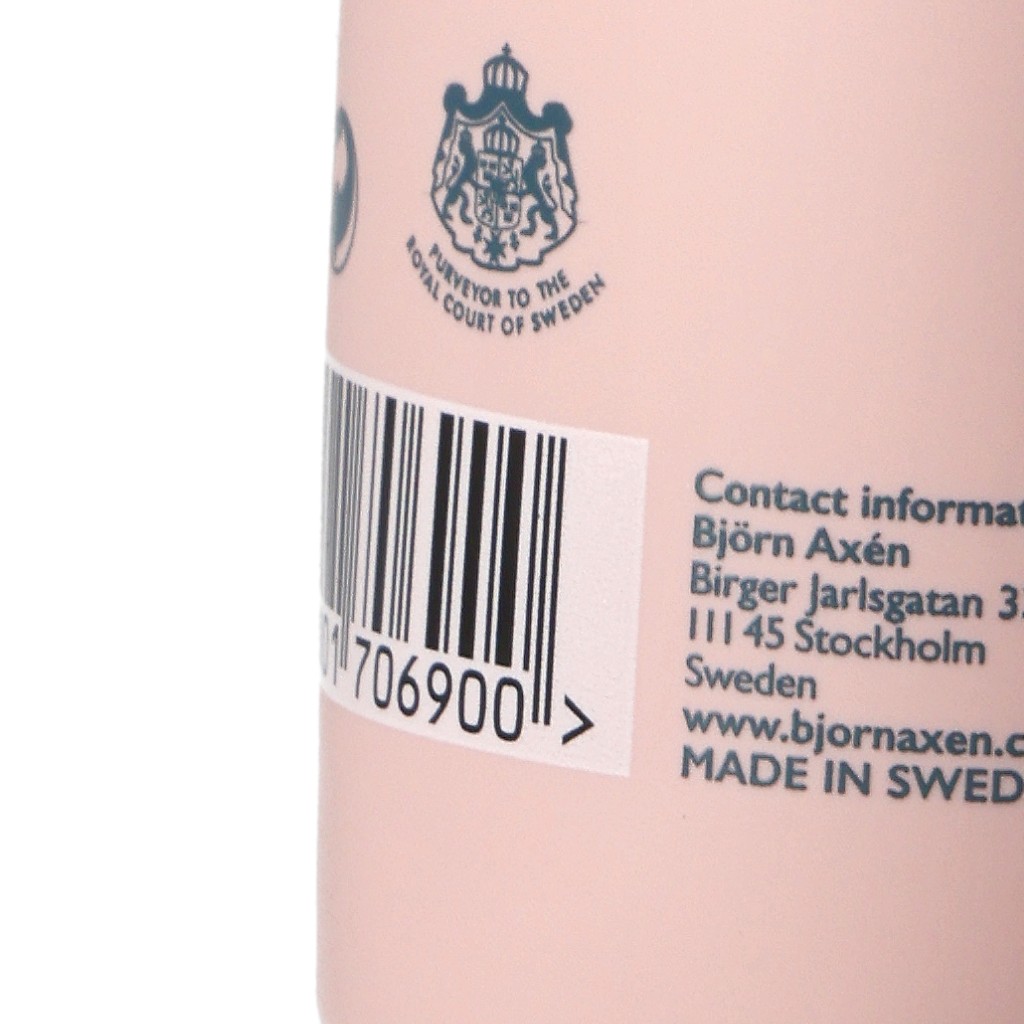 PURVEYOR TO THE
ROYAL COURT OF SWEDEN
706900 >
Contact informat
Björn Axén
Birger Jarlsgatan 3
111 45 Stockholm
Sweden
www.bjornaxen.c
MADE IN SWED